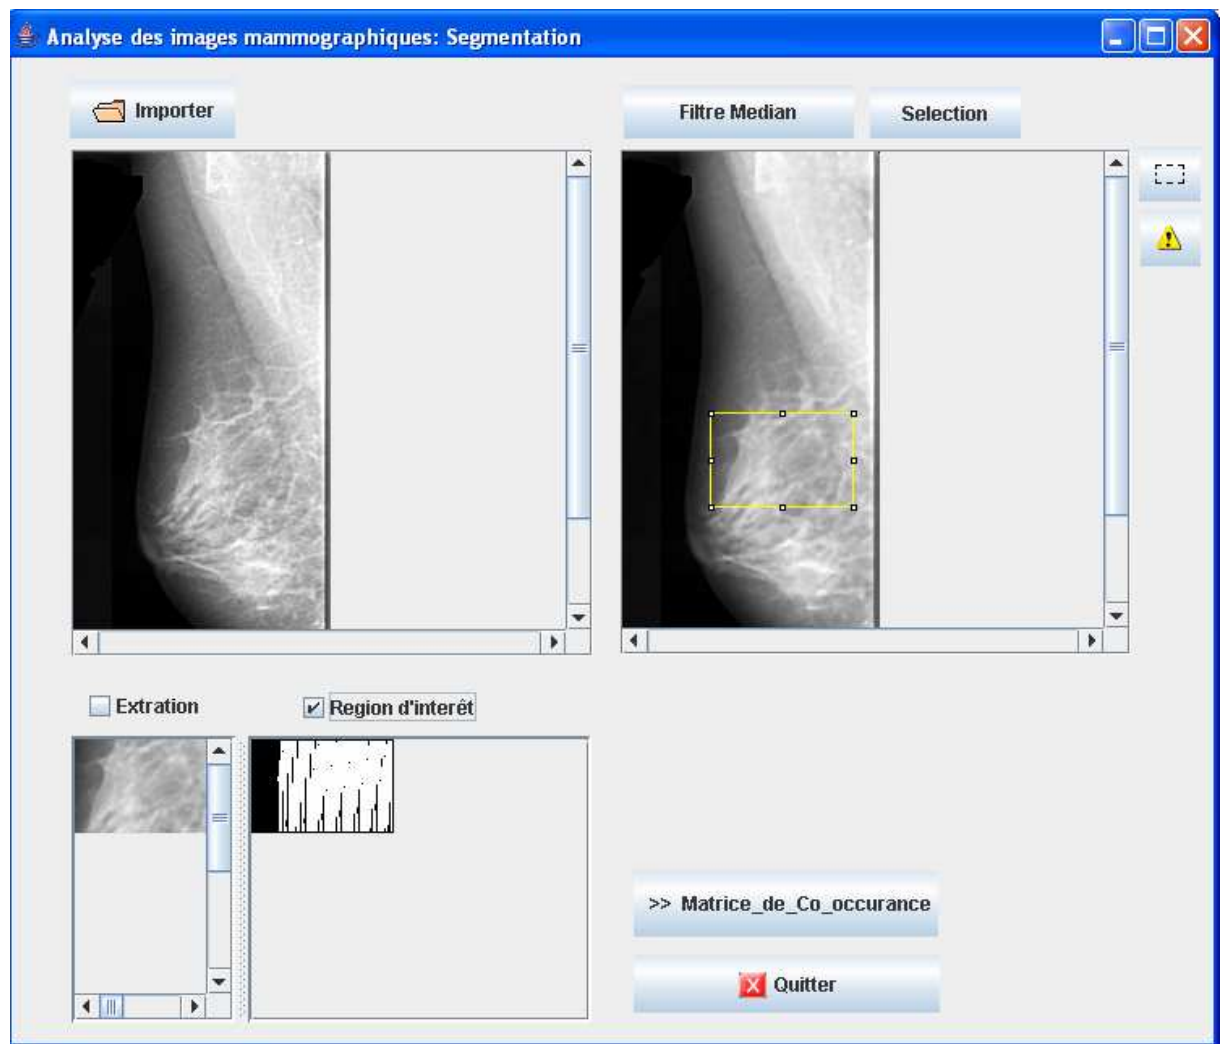 Analyse des images mammographiques: Segmentation
Importer
Filtre Median
Selection
Extration
Region d'interêt
>> Matrice_de_Co_occurance
Quitter